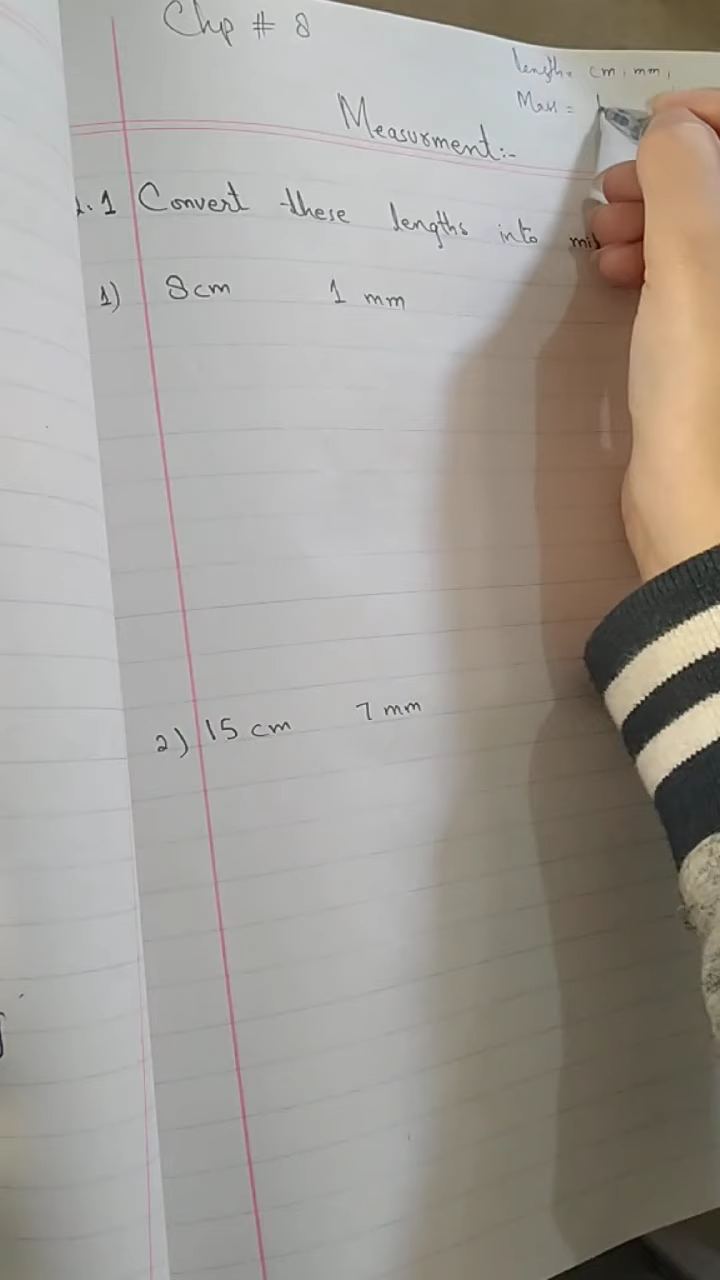 Chp # 8
length = cm, mm,
Mass =
Measurment:-
.1 Convert these lengths into
1) 8cm 1 mm
2) 15 cm 7 mm